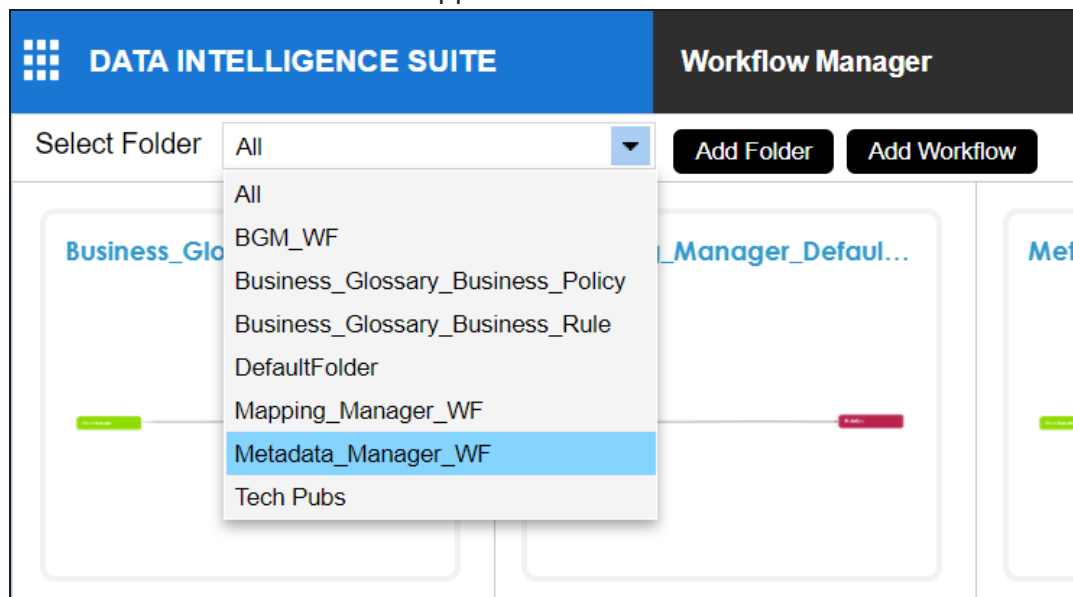 DATA INTELLIGENCE SUITE
Workflow Manager
Select Folder
All
Add Folder
Add Workflow
All
BGM_WF
Business_Glossary_Business_Policy
Business_Glossary_Business_Rule
DefaultFolder
Mapping_Manager_WF
Metadata_Manager_WF
Tech Pubs
Business_Glo
_Manager_Defaul...
Met